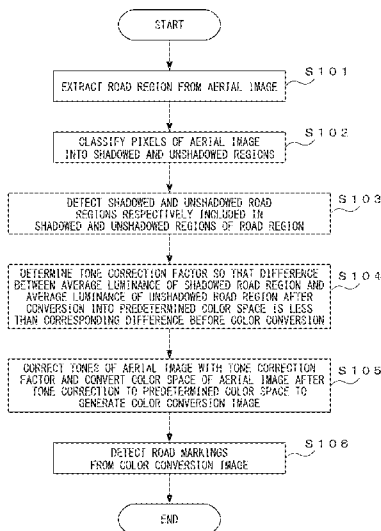 START
S101
EXTRACT ROAD REGION FROM AERIAL IMAGE
S102
CLASSIFY PIXELS OF AERIAL IMAGE
INTO SHADOWED AND UNSHADOWED REGIONS
S103
DETECT SHADOWED AND UNSHADOWED ROAD
REGIONS RESPECTIVELY INCLUDED IN
SHADOWED AND UNSHADOWED REGIONS OF ROAD REGION
S104
DETERMINE TONE CORRECTION FACTOR SO THAT DIFFERENCE
BETWEEN AVERAGE LUMINANCE OF SHADOWED ROAD REGION AND
AVERAGE LUMINANCE OF UNSHADOWED ROAD REGION AFTER
CONVERSION INTO PREDETERMINED COLOR SPACE IS LESS
THAN CORRESPONDING DIFFERENCE BEFORE COLOR CONVERSION
S105
CORRECT TONES OF AERIAL IMAGE WITH TONE CORRECTION
FACTOR AND CONVERT COLOR SPACE OF AERIAL IMAGE AFTER
TONE CORRECTION TO PREDETERMINED COLOR SPACE TO
GENERATE COLOR CONVERSION IMAGE
S106
DETECT ROAD MARKINGS
FROM COLOR CONVERSION IMAGE
END